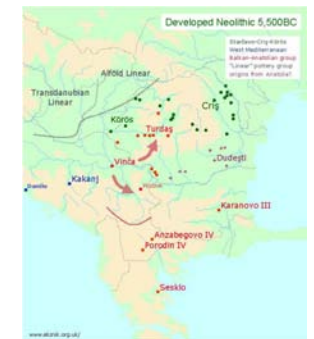 Developed Neolithic 5,500BC
Starčevo-Criş-Körös
West Mediterranean
Balkan-Anatolian group
"Linear" pottery group
origins from Anatolia?
Alföld Linear
Transdanubian
Linear
Criş
Körös
Turdaş
Vinča
Dudeşti
Kakanj
Danilo
Karanovo III
Anzabegovo IV
Porodin IV
Sesklo
www.eliznik.org.uk/